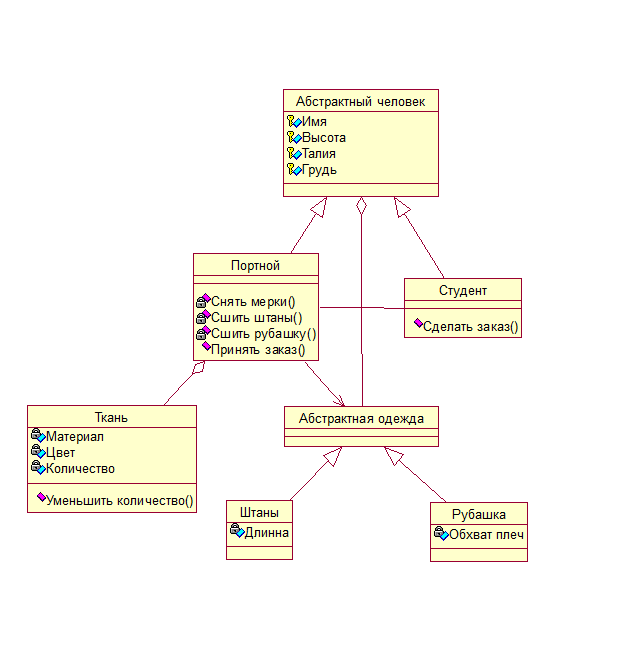 Абстрактный человек
Имя
Высота
Талия
Грудь
Портной
Снять мерки()
Сшить штаны()
Сшить рубашку()
Принять заказ()
Студент
Сделать заказ()
Ткань
Материал
Цвет
Количество
Уменьшить количество()
Абстрактная одежда
Штаны
Длинна
Рубашка
Обхват плеч